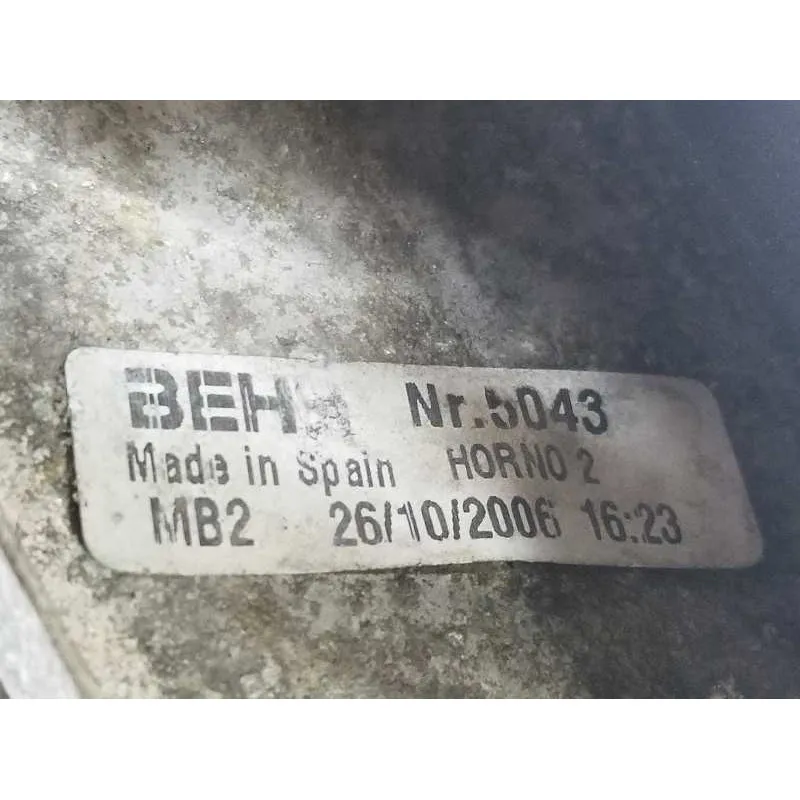 BEH Nr.5043
Made in Spain HORNO 2
MB2 26/10/2006 16:23